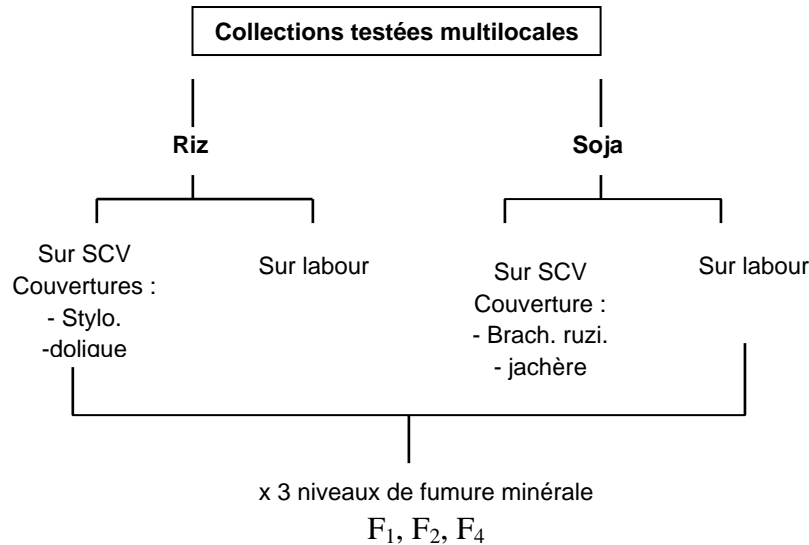 Collections testées multilocales
Riz
Soja
Sur SCV
Couvertures :
- Stylo.
-dolique
Sur labour
Sur SCV
Couverture :
- Brach. ruzi.
- jachère
Sur labour
x 3 niveaux de fumure minérale
F₁, F₂, F₄